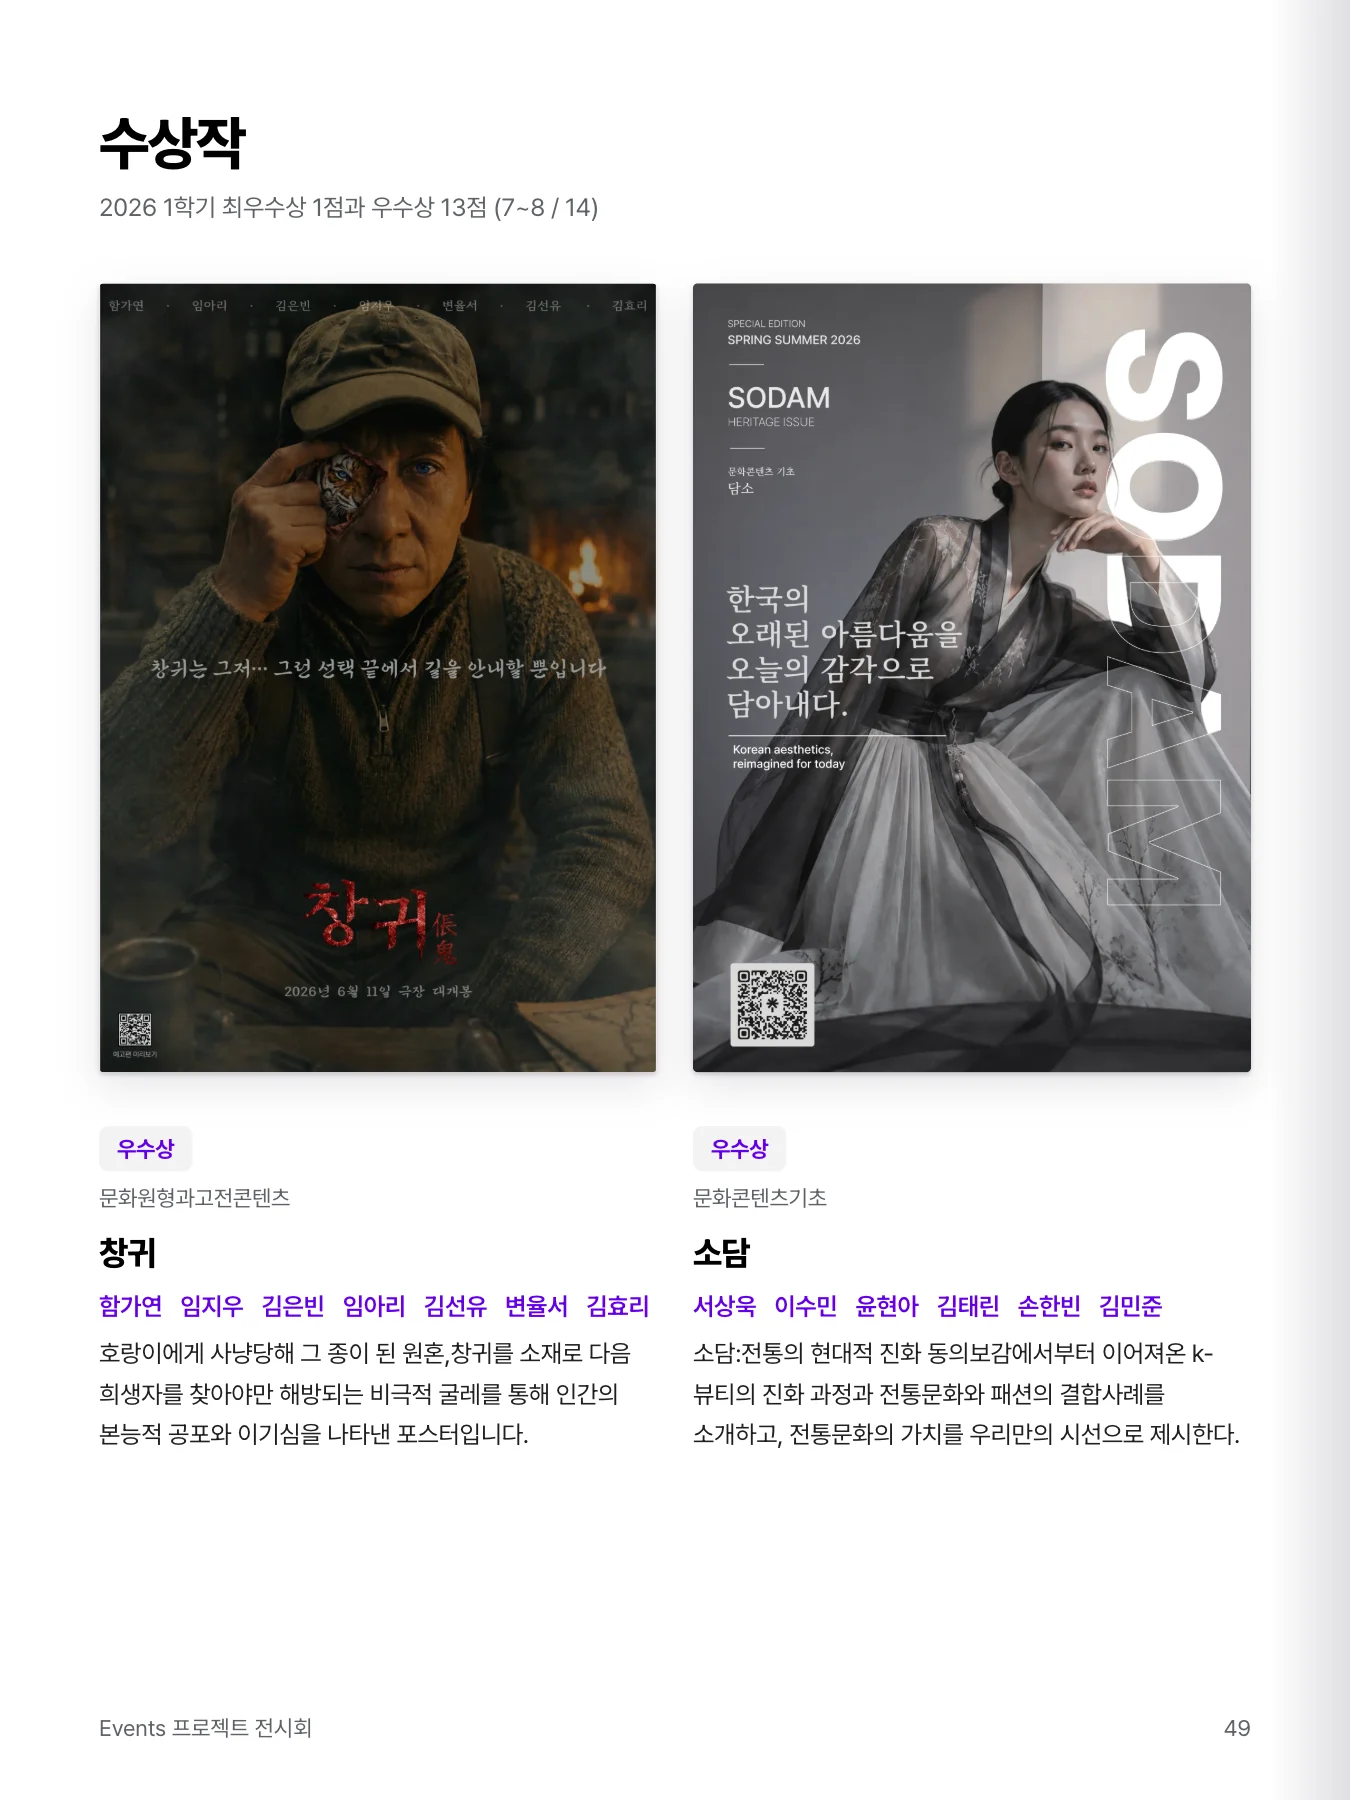 수상작
2026 1학기 최우수상 1점과 우수상 13점 (7~8 / 14)
함가연 · 임아리 · 김은빈 · 임지우 · 변율서 · 김선유 · 김효리
창귀는 그저… 그런 선택 끝에서 길을 안내할 뿐입니다
창귀 倀鬼
2026년 6월 11일 극장 대개봉
예고편 미리보기
SPECIAL EDITION
SPRING SUMMER 2026
SODAM
HERITAGE ISSUE
문화콘텐츠 기초
담소
한국의
오래된 아름다움을
오늘의 감각으로
담아내다.
Korean aesthetics,
reimagined for today
SODAM
우수상
문화원형과고전콘텐츠
창귀
함가연 임지우 김은빈 임아리 김선유 변율서 김효리
호랑이에게 사냥당해 그 종이 된 원혼,창귀를 소재로 다음
희생자를 찾아야만 해방되는 비극적 굴레를 통해 인간의
본능적 공포와 이기심을 나타낸 포스터입니다.
우수상
문화콘텐츠기초
소담
서상욱 이수민 윤현아 김태린 손한빈 김민준
소담:전통의 현대적 진화 동의보감에서부터 이어져온 k-
뷰티의 진화 과정과 전통문화와 패션의 결합사례를
소개하고, 전통문화의 가치를 우리만의 시선으로 제시한다.
Events 프로젝트 전시회
49